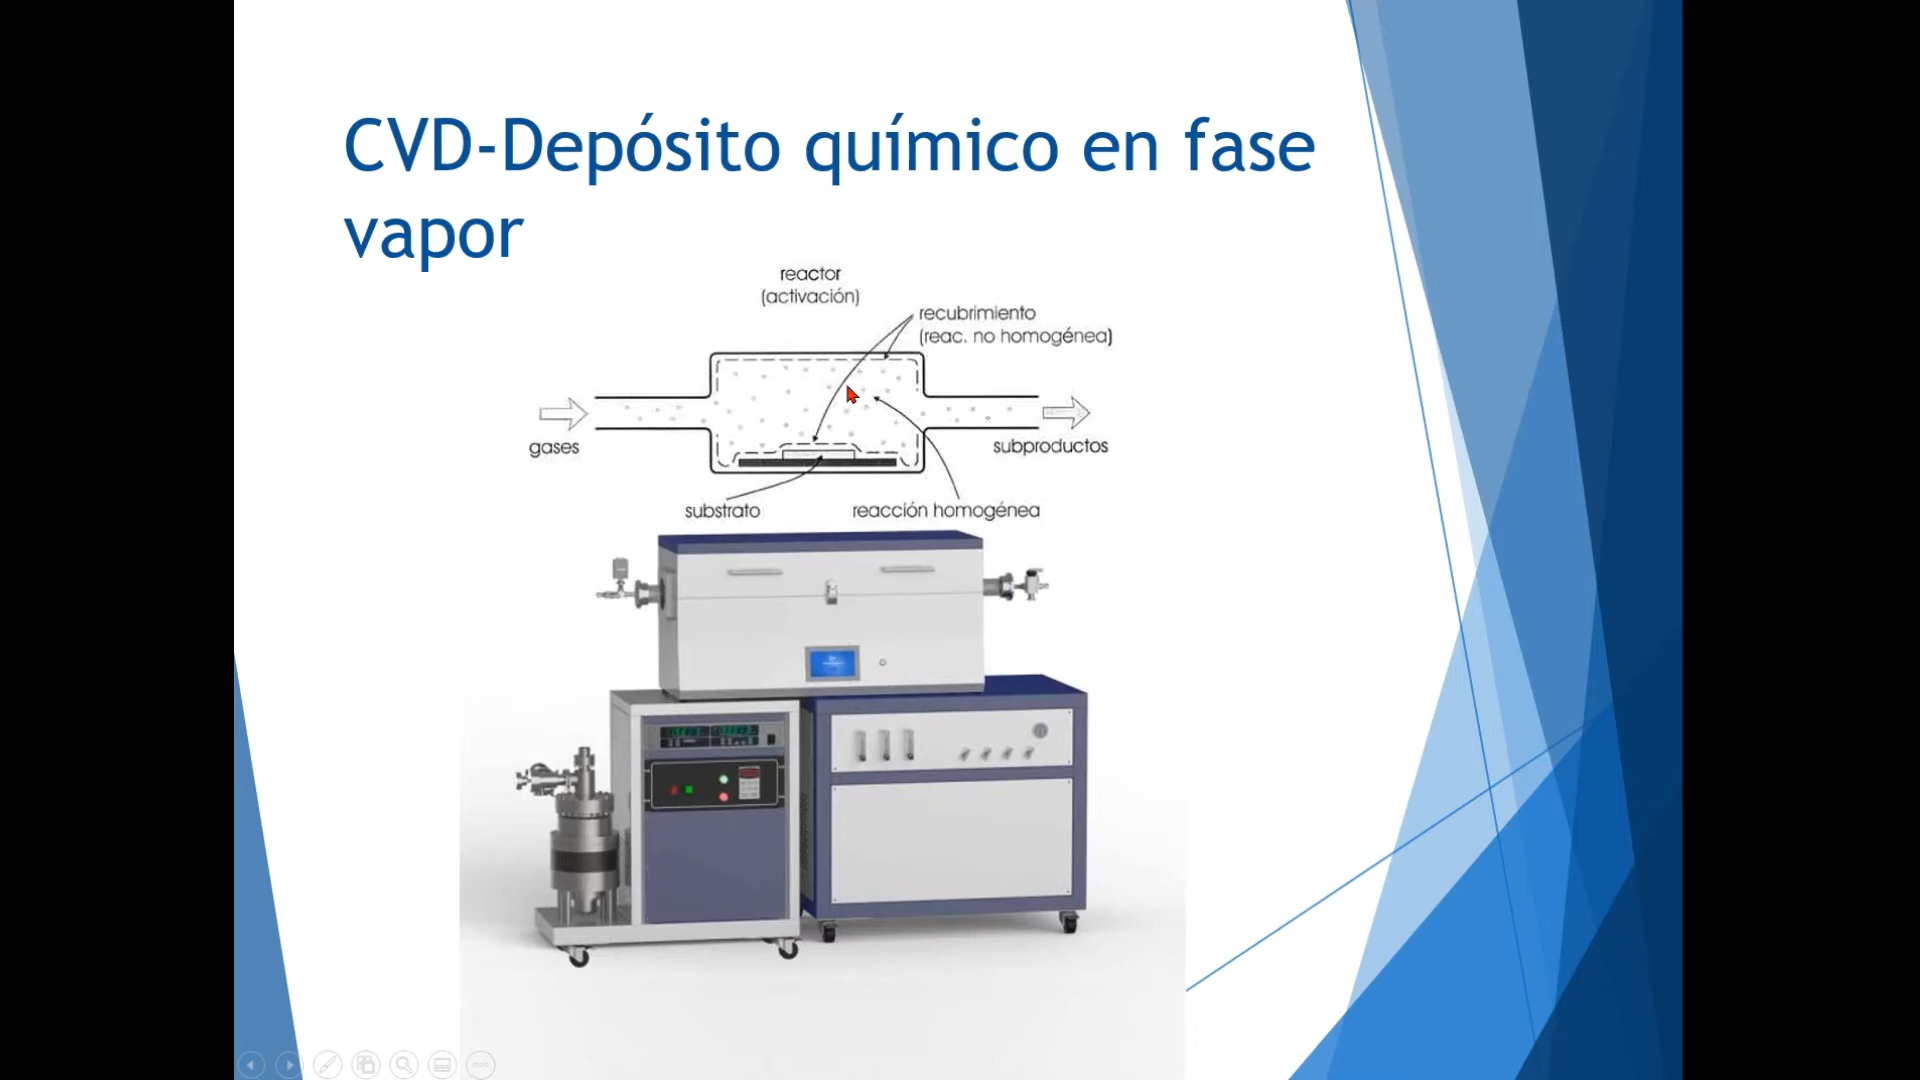 CVD-Depósito químico en fase
vapor
reactor
(activación)
recubrimiento
(reac. no homogénea)
gases
subproductos
substrato
reacción homogénea